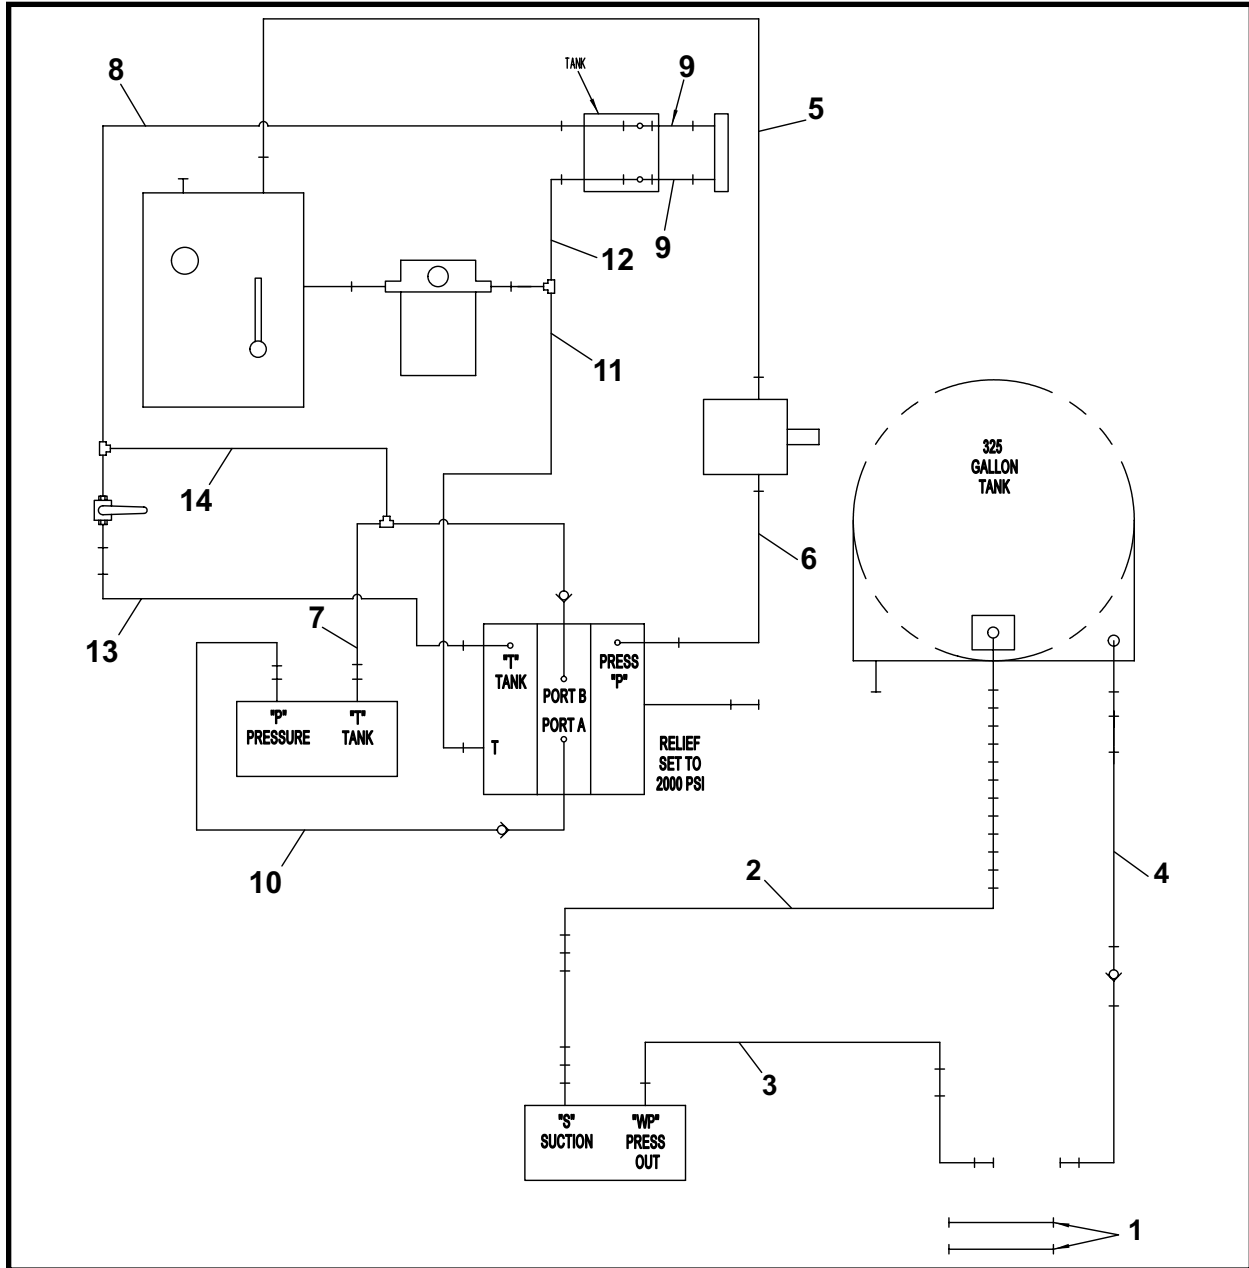 TANK
8
9
5
9
12
11
325
GALLON
TANK
14
6
7
13
"T"
TANK
PRESS
"P"
PORT B
PORT A
"P"
PRESSURE
"T"
TANK
T
RELIEF
SET TO
2000 PSI
10
2
4
3
"S"
SUCTION
"WP"
PRESS
OUT
1